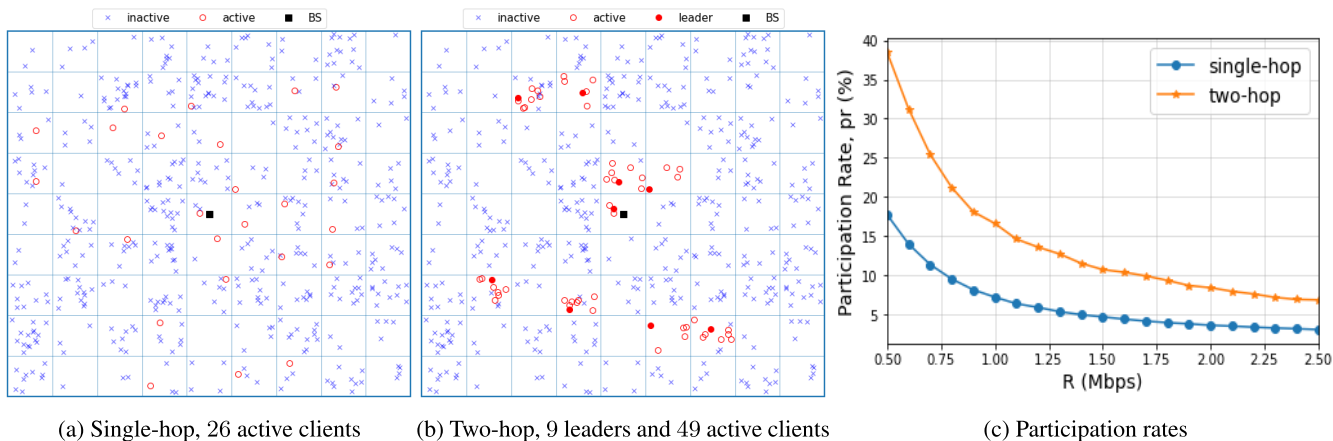 inactive active BS
inactive active leader BS
40
35
30
25
20
15
10
5
Participation Rate, pr (%)
single-hop
two-hop
0.50 0.75 1.00 1.25 1.50 1.75 2.00 2.25 2.50
R (Mbps)
(a) Single-hop, 26 active clients
(b) Two-hop, 9 leaders and 49 active clients
(c) Participation rates